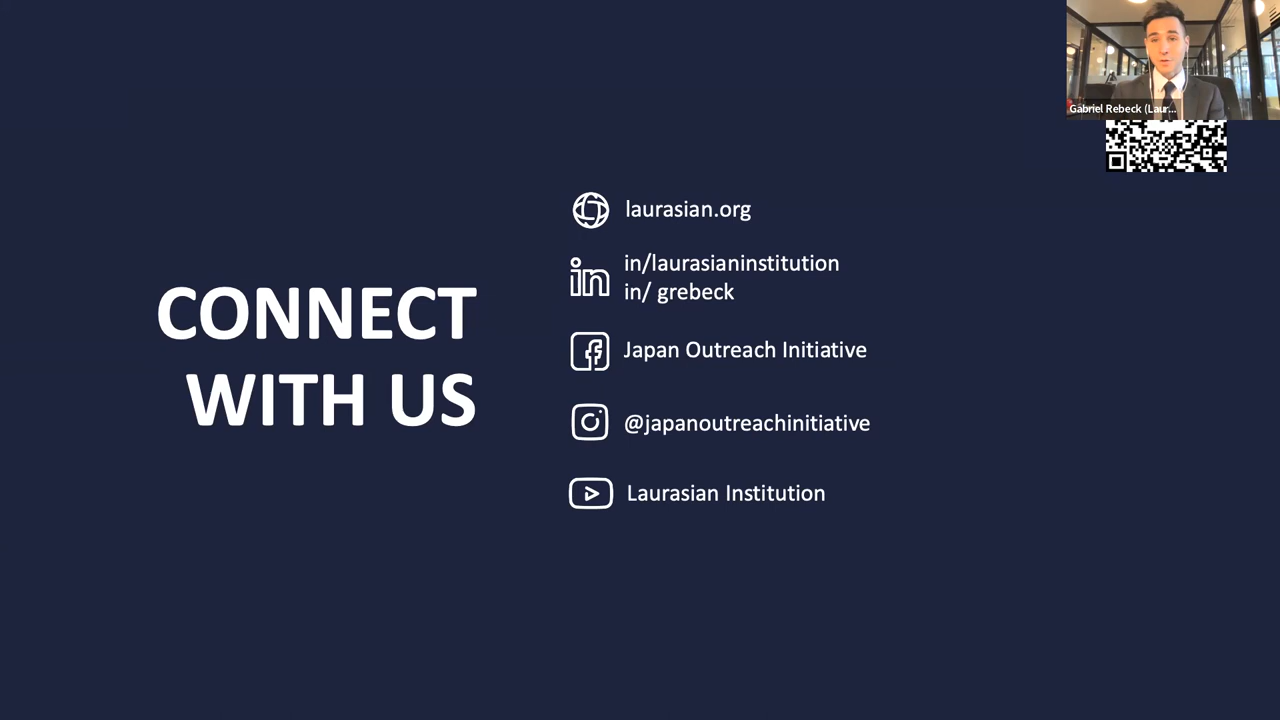 Gabriel Rebeck (Laur...
laurasian.org
in/laurasianinstitution
in/ grebeck
CONNECT
WITH US
Japan Outreach Initiative
@japanoutreachinitiative
Laurasian Institution